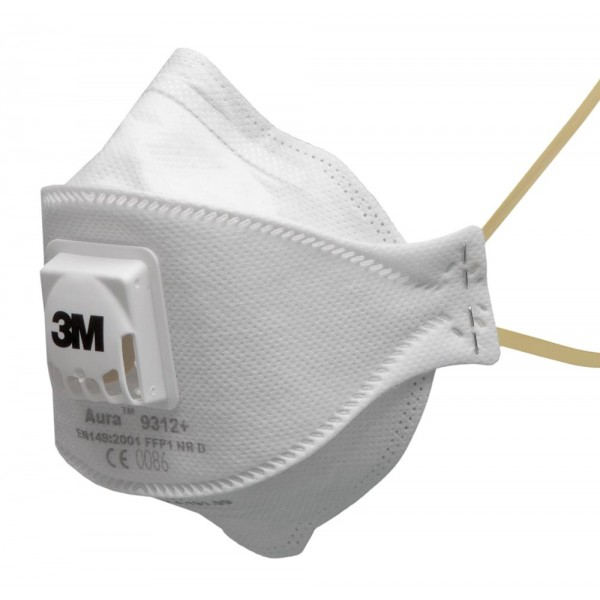 3M
Aura™ 9312+
EN149:2001 FFP1 NR D
CE 0086